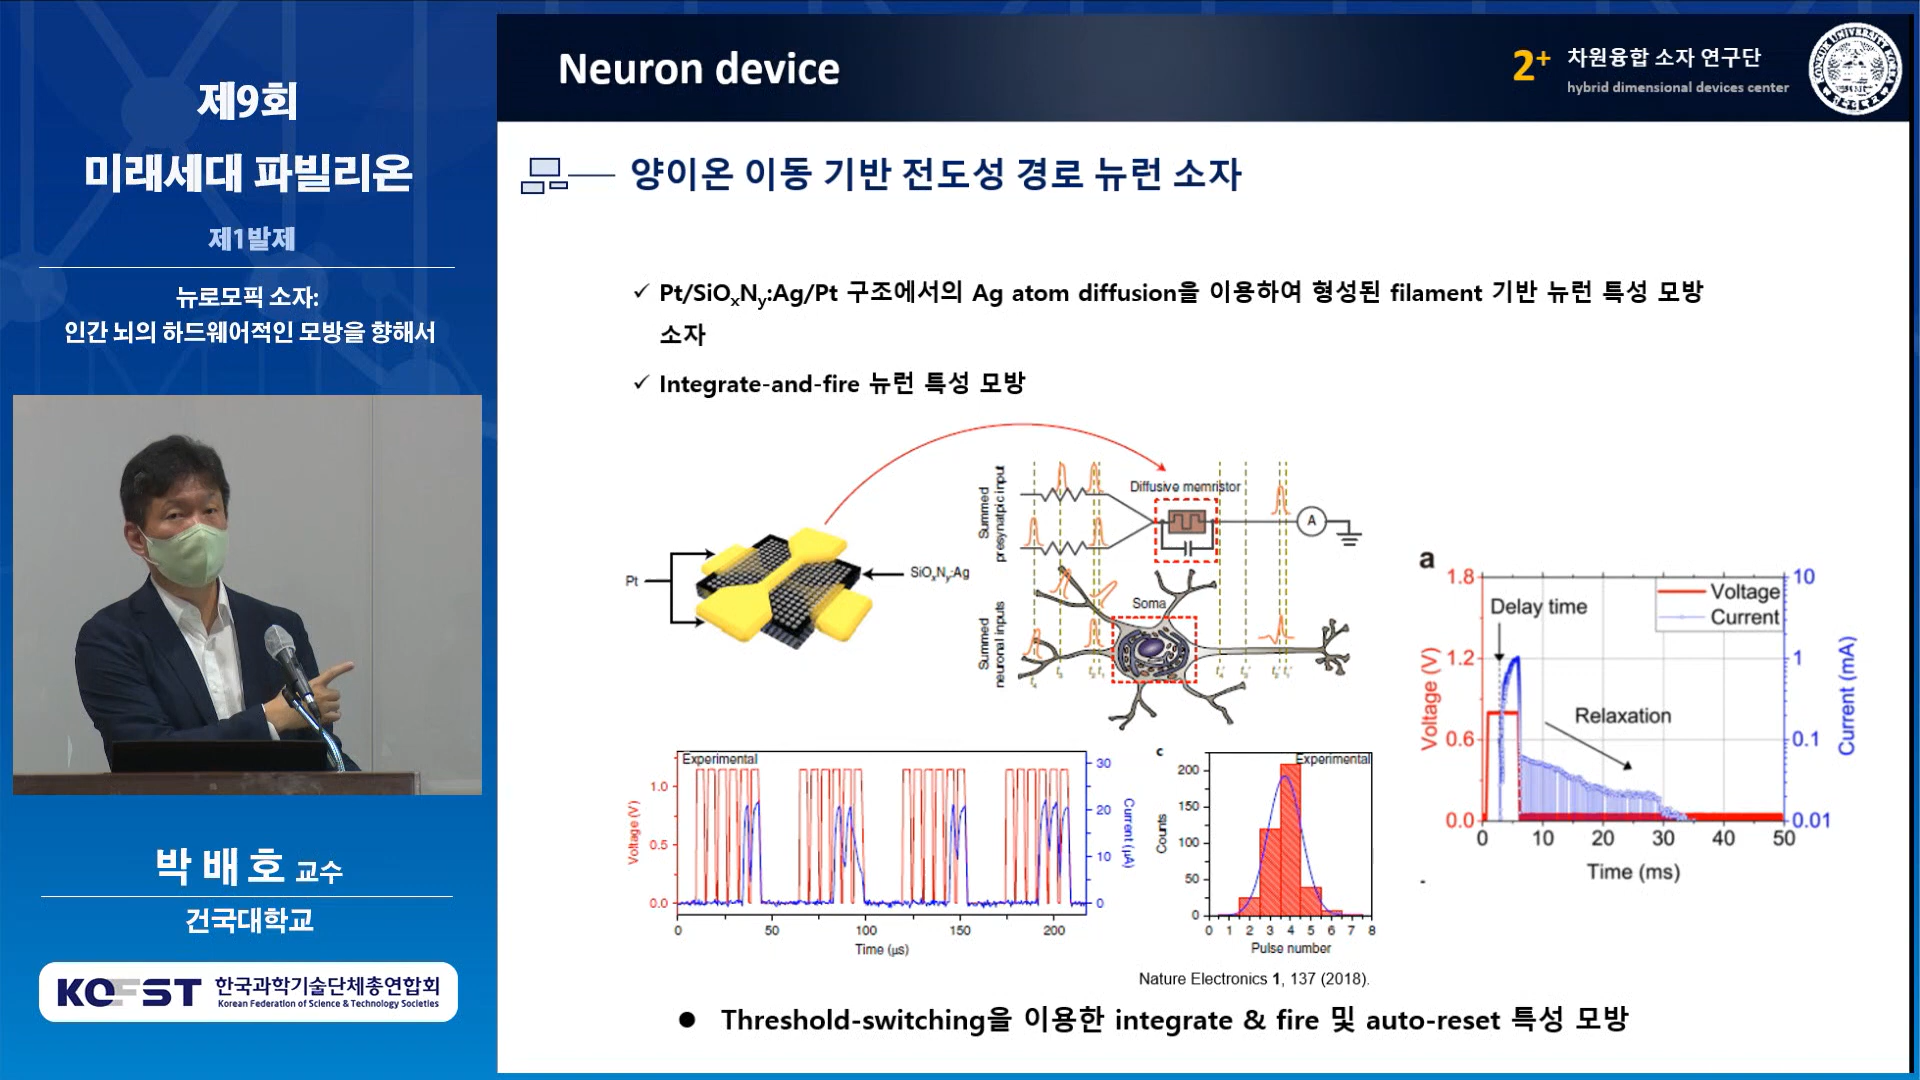 제9회
미래세대 파빌리온
제1발제
뉴로모픽 소자:
인간 뇌의 하드웨어적인 모방을 향해서
박배호 교수
건국대학교
KOFST 한국과학기술단체총연합회
Korean Federation of Science & Technology Societies
Neuron device
2+ 차원융합 소자 연구단
hybrid dimensional devices center
양이온 이동 기반 전도성 경로 뉴런 소자
✓ Pt/SiOxNy:Ag/Pt 구조에서의 Ag atom diffusion을 이용하여 형성된 filament 기반 뉴런 특성 모방
소자
✓ Integrate-and-fire 뉴런 특성 모방
Pt
SiOxNy:Ag
Summed
presynatpic input
Diffusive memristor
A
Summed
neuronal inputs
Soma
Experimental
Voltage (V)
1.0
0.5
0.0
Current (μA)
30
20
10
0
0 50 100 150 200
Time (μs)
c
Experimental
Counts
200
150
100
50
0
0 1 2 3 4 5 6 7 8
Pulse number
a
Voltage (V)
1.8
1.2
0.6
0.0
Delay time
Voltage
Current
Relaxation
Current (mA)
10
1
0.1
0.01
0 10 20 30 40 50
Time (ms)
Nature Electronics 1, 137 (2018).
● Threshold-switching을 이용한 integrate & fire 및 auto-reset 특성 모방